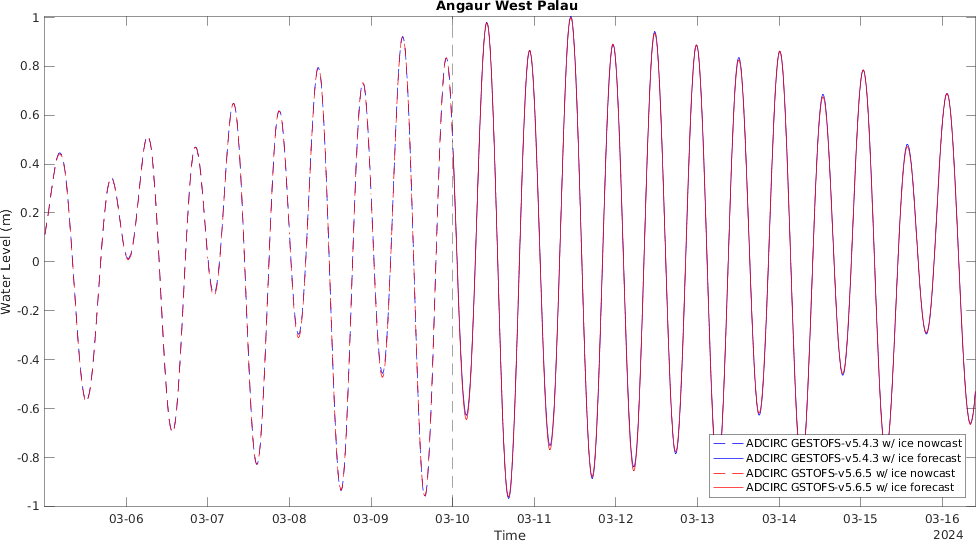 Angaur West Palau
1
0.8
0.6
0.4
0.2
0
-0.2
-0.4
-0.6
-0.8
-1
Water Level (m)
ADCIRC GESTOFS-v5.4.3 w/ ice nowcast
ADCIRC GESTOFS-v5.4.3 w/ ice forecast
ADCIRC GSTOFS-v5.6.5 w/ ice nowcast
ADCIRC GSTOFS-v5.6.5 w/ ice forecast
03-06 03-07 03-08 03-09 03-10 03-11 03-12 03-13 03-14 03-15 03-16
Time
2024